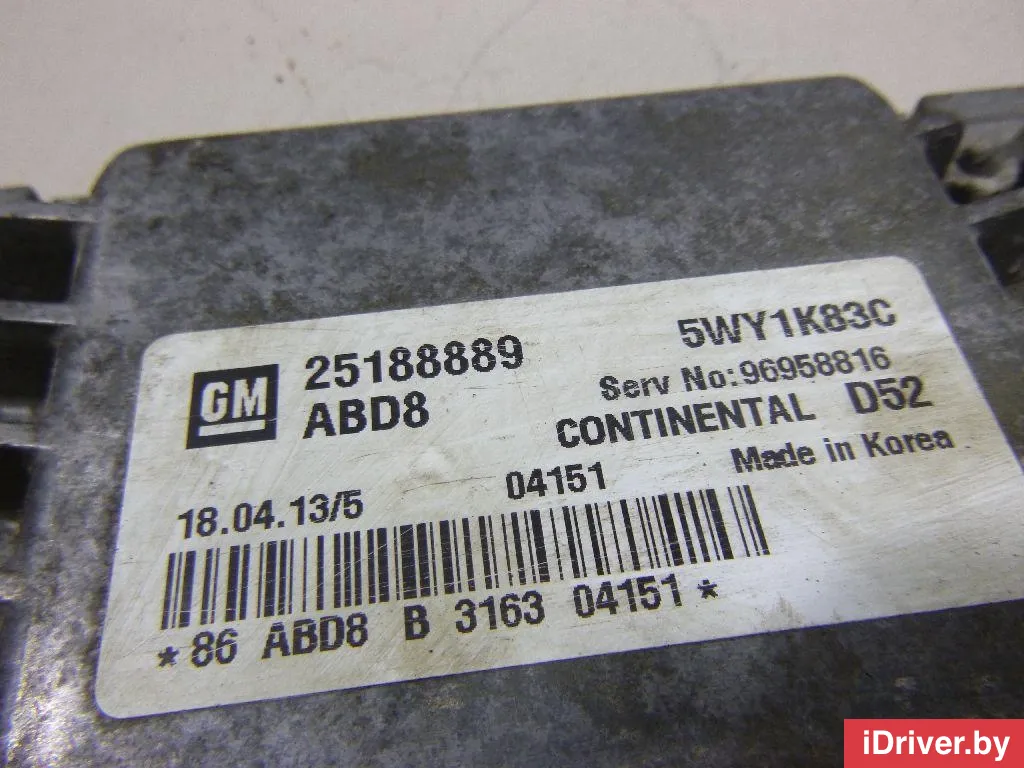 GM
25188889
ABD8
5WY1K83C
Serv No:96958816
CONTINENTAL D52
18.04.13/5
04151
Made in Korea
*86 ABD8 B 3163 04151*
iDriver.by